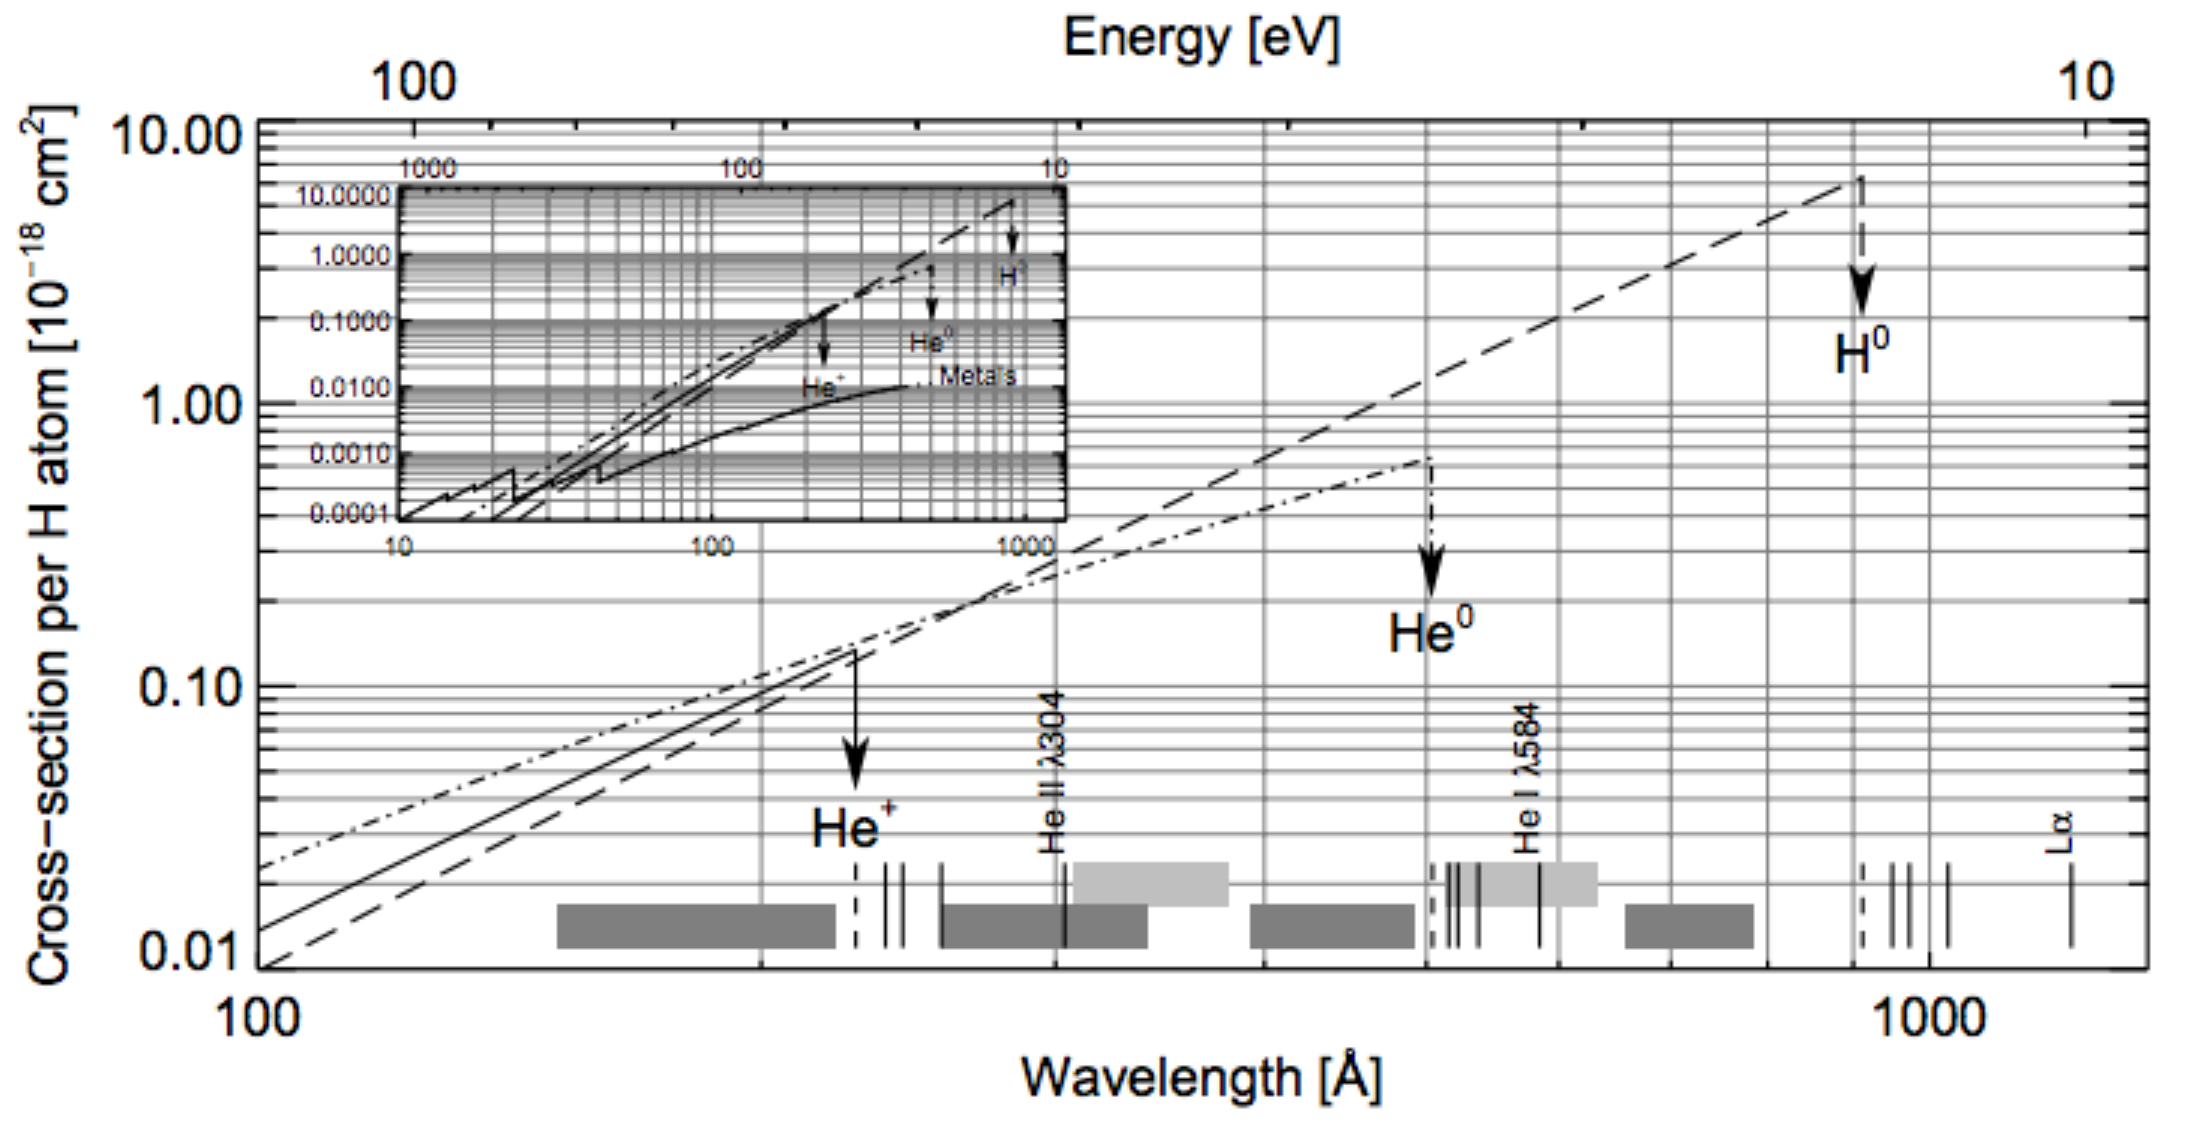 Energy [eV]
100 10
10.00
1.00
0.10
0.01
Cross−section per H atom [10⁻¹⁸ cm²]
1000 100 10
10.0000
1.0000
0.1000
0.0100
0.0010
0.0001
10 100 1000
H⁰
He⁰
He⁺
Metals
H⁰
He⁰
He⁺
He II λ304
He I λ584
Lα
100 1000
Wavelength [Å]